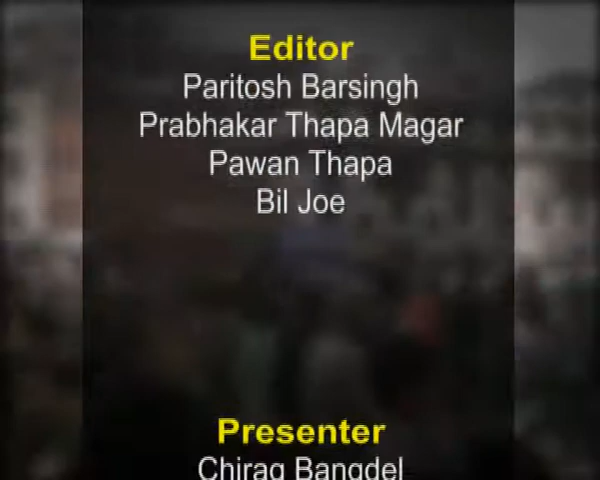 Editor
Paritosh Barsingh
Prabhakar Thapa Magar
Pawan Thapa
Bil Joe
Presenter
Chirag Bangdel